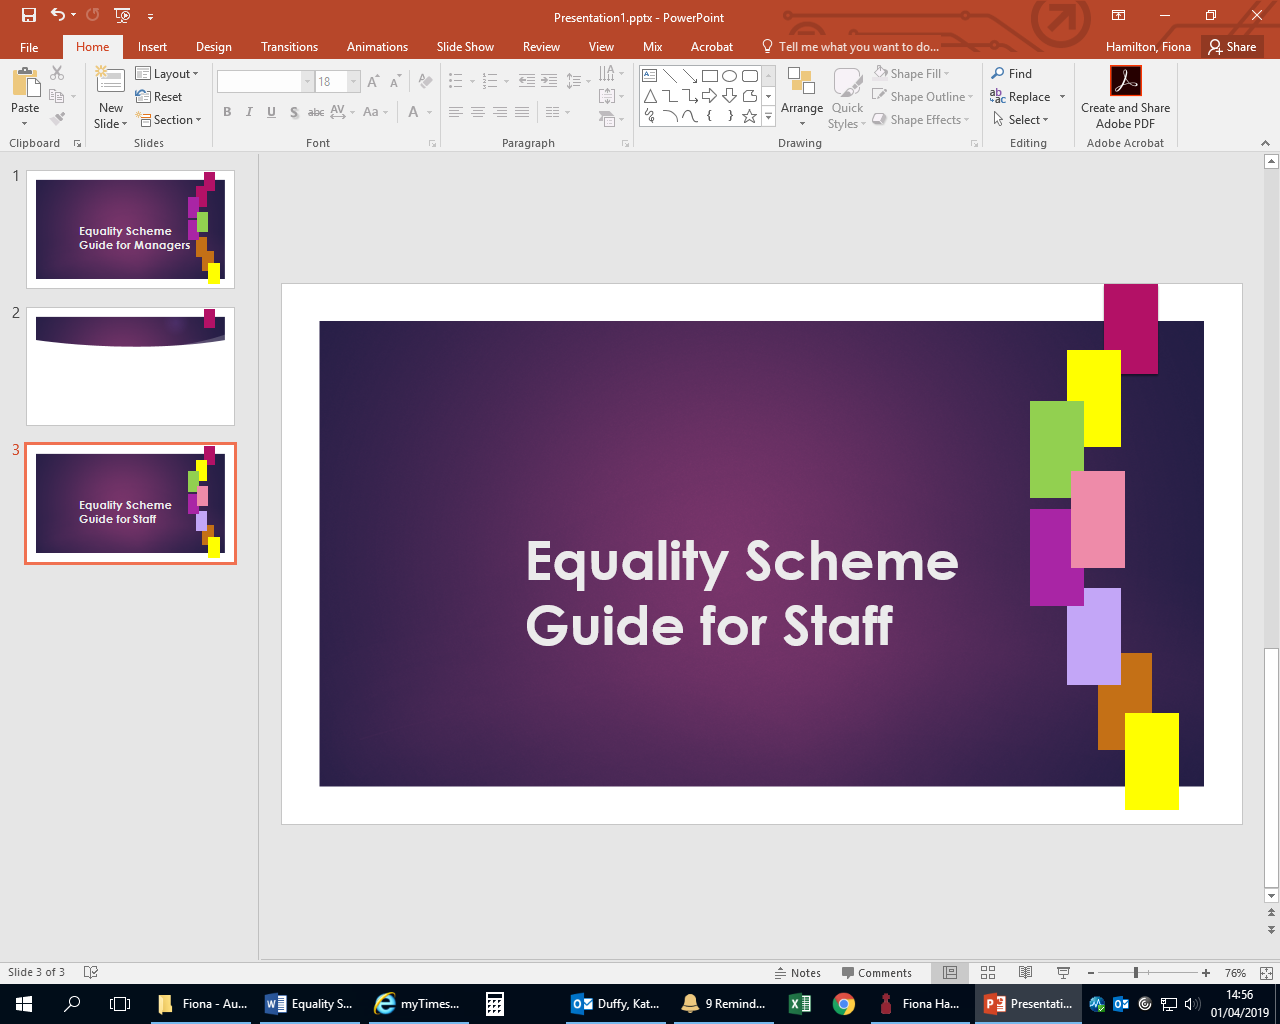 Presentation1.pptx - PowerPoint
File Home Insert Design Transitions Animations Slide Show Review View Mix Acrobat Tell me what you want to do... Hamilton, Fiona Share
Paste
Clipboard
New Slide
Layout
Reset
Section
Slides
18
B I U S abc AV Aa A
Font
Paragraph
Arrange
Quick Styles
Shape Fill
Shape Outline
Shape Effects
Drawing
Find
Replace
Select
Editing
Create and Share
Adobe PDF
Adobe Acrobat
1
Equality Scheme
Guide for Managers
2
3
Equality Scheme
Guide for Staff
Equality Scheme
Guide for Staff
Slide 3 of 3 Notes Comments 76%
Fiona - Au... Equality S... myTimes... Duffy, Kat... 9 Remind... Fiona Ha... Presentati... 14:56
01/04/2019